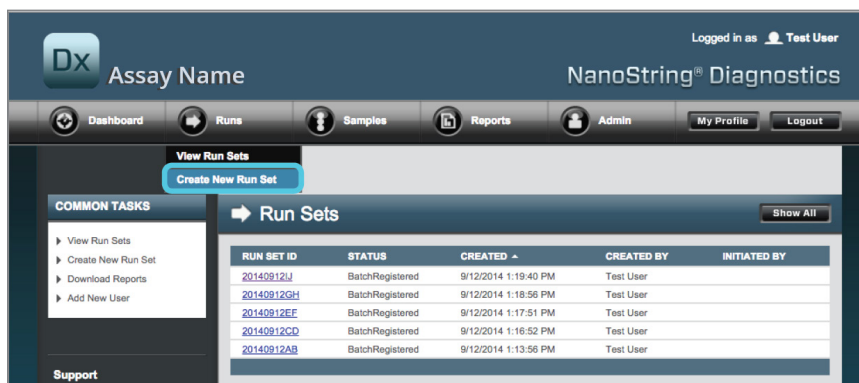 Logged in as Test User
Dx Assay Name
NanoString® Diagnostics
Dashboard Runs Samples Reports Admin My Profile Logout
View Run Sets
Create New Run Set
COMMON TASKS
View Run Sets
Create New Run Set
Download Reports
Add New User
Support
Run Sets Show All
RUN SET ID STATUS CREATED CREATED BY INITIATED BY
20140912IJ BatchRegistered 9/12/2014 1:19:40 PM Test User
20140912GH BatchRegistered 9/12/2014 1:18:56 PM Test User
20140912EF BatchRegistered 9/12/2014 1:17:51 PM Test User
20140912CD BatchRegistered 9/12/2014 1:16:52 PM Test User
20140912AB BatchRegistered 9/12/2014 1:13:56 PM Test User